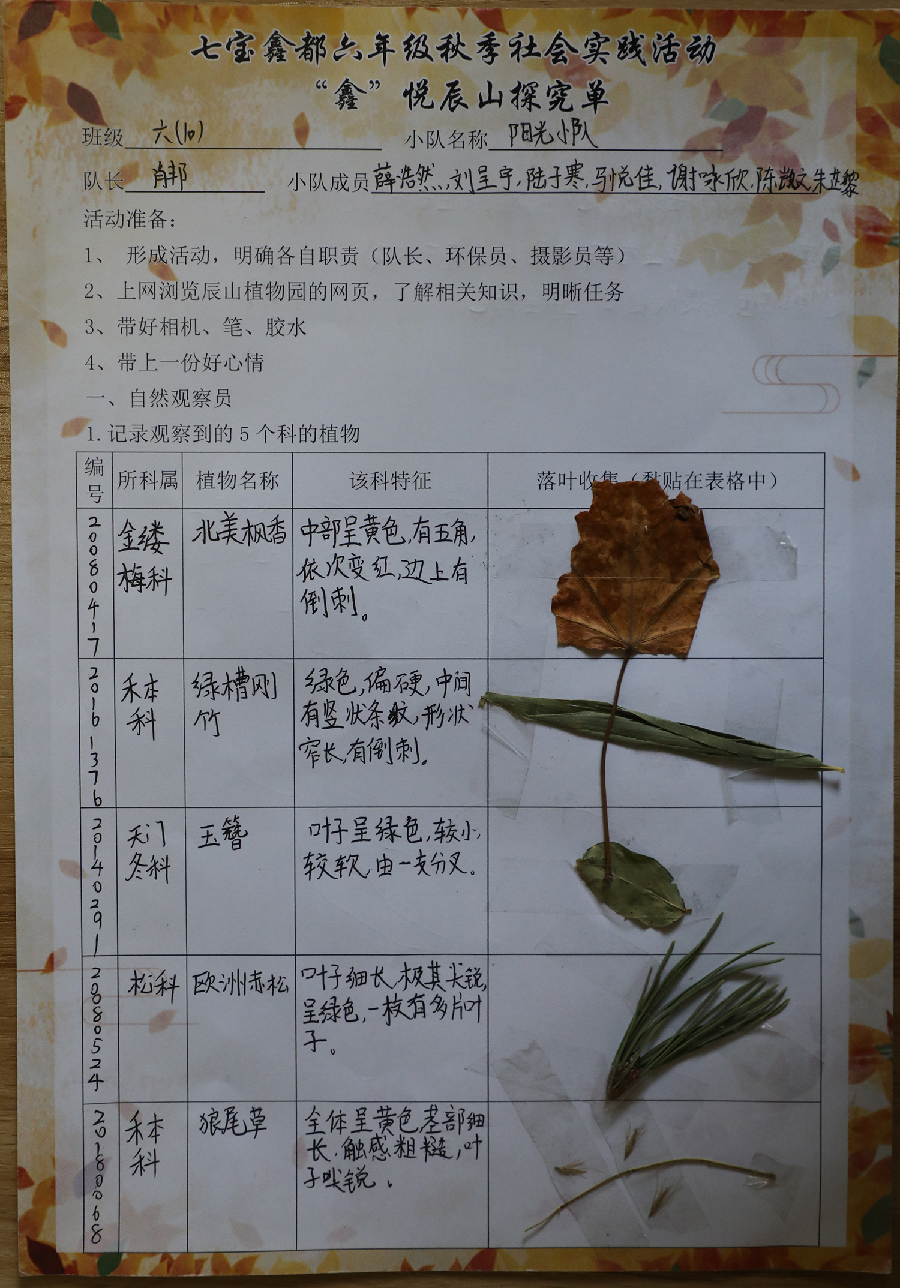 七宝鑫都六年级秋季社会实践活动
“鑫”悦辰山探究单
班级 六(10) 小队名称 阳光小队
队长 肖邦 小队成员 薛浩然、刘呈宇,陆子寒,马悦佳,谢咏欣,陈凯文,朱芷黎
活动准备：
1、 形成活动，明确各自职责（队长、环保员、摄影员等）
2、上网浏览辰山植物园的网页，了解相关知识，明晰任务
3、带好相机、笔、胶水
4、带上一份好心情
一、自然观察员
1.记录观察到的5个科的植物
编号 所科属 植物名称 该科特征 落叶收集（黏贴在表格中）
20080417
金缕
梅科
北美枫香
中部呈黄色,有五角,
依次变红,边上有
倒刺。
20161376
禾本
科
绿槽刚
竹
绿色,偏硬,中间
有竖状条纹,形状
窄长,有倒刺。
20140291
天门
冬科
玉簪
叶子呈绿色,较小,
较软,由一支分叉。
20080524
松科
欧洲赤松
叶子细长,极其尖锐,
呈绿色,一枝有多片叶
子。
禾本
科
狼尾草
全体呈黄色,茎部细
长,触感粗糙,叶
子尖锐.